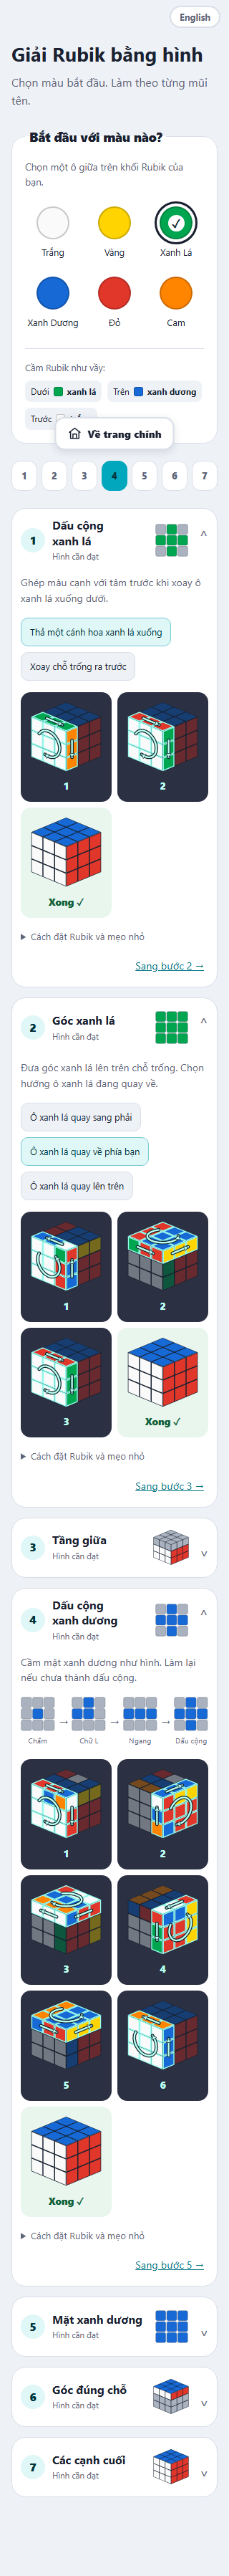 English
Giải Rubik bằng hình
Chọn màu bắt đầu. Làm theo từng mũi
tên.
Bắt đầu với màu nào?
Chọn một ô giữa trên khối Rubik của
bạn.
Trắng
Vàng
Xanh Lá
Xanh Dương
Đỏ
Cam
Cầm Rubik như vầy:
Dưới xanh lá
Trên xanh dương
Trước
Về trang chính
1 2 3 4 5 6 7
1
Dấu cộng
xanh lá
Hình cần đạt
Ghép màu cạnh với tâm trước khi xoay ô
xanh lá xuống dưới.
Thả một cánh hoa xanh lá xuống
Xoay chỗ trống ra trước
1
2
Xong ✓
Cách đặt Rubik và mẹo nhỏ
Sang bước 2 →
2
Góc xanh lá
Hình cần đạt
Đưa góc xanh lá lên trên chỗ trống. Chọn
hướng ô xanh lá đang quay về.
Ô xanh lá quay sang phải
Ô xanh lá quay về phía bạn
Ô xanh lá quay lên trên
1
2
3
Xong ✓
Cách đặt Rubik và mẹo nhỏ
Sang bước 3 →
3
Tầng giữa
Hình cần đạt
4
Dấu cộng
xanh dương
Hình cần đạt
Cầm mặt xanh dương như hình. Làm lại
nếu chưa thành dấu cộng.
Chấm → Chữ L → Ngang → Dấu cộng
1
2
3
4
5
6
Xong ✓
Cách đặt Rubik và mẹo nhỏ
Sang bước 5 →
5
Mặt xanh dương
Hình cần đạt
6
Góc đúng chỗ
Hình cần đạt
7
Các cạnh cuối
Hình cần đạt